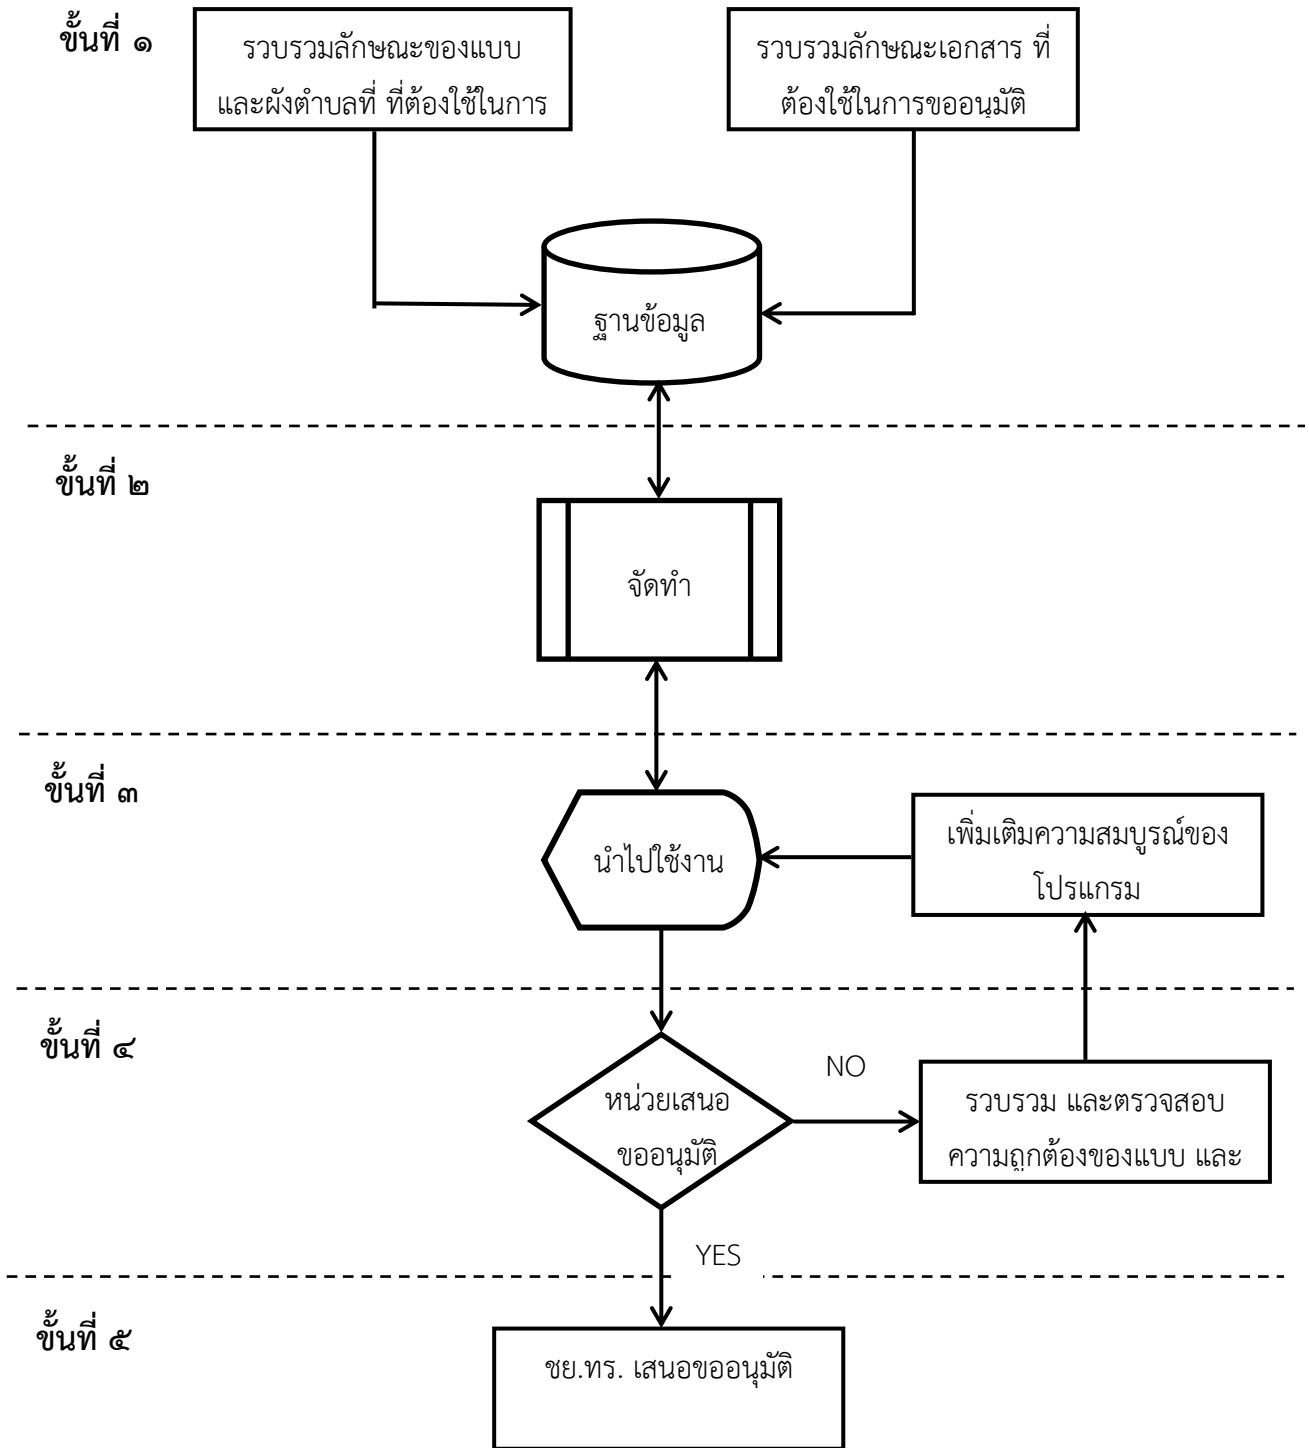 ขั้นที่ ๑
รวบรวมลักษณะของแบบ
และผังตำบลที่ ที่ต้องใช้ในการ
รวบรวมลักษณะเอกสาร ที่
ต้องใช้ในการขออนุมัติ
ฐานข้อมูล
ขั้นที่ ๒
จัดทำ
ขั้นที่ ๓
นำไปใช้งาน
เพิ่มเติมความสมบูรณ์ของ
โปรแกรม
ขั้นที่ ๔
หน่วยเสนอ
ขออนุมัติ
NO
รวบรวม และตรวจสอบ
ความถูกต้องของแบบ และ
YES
ขั้นที่ ๕
ชย.ทร. เสนอขออนุมัติ